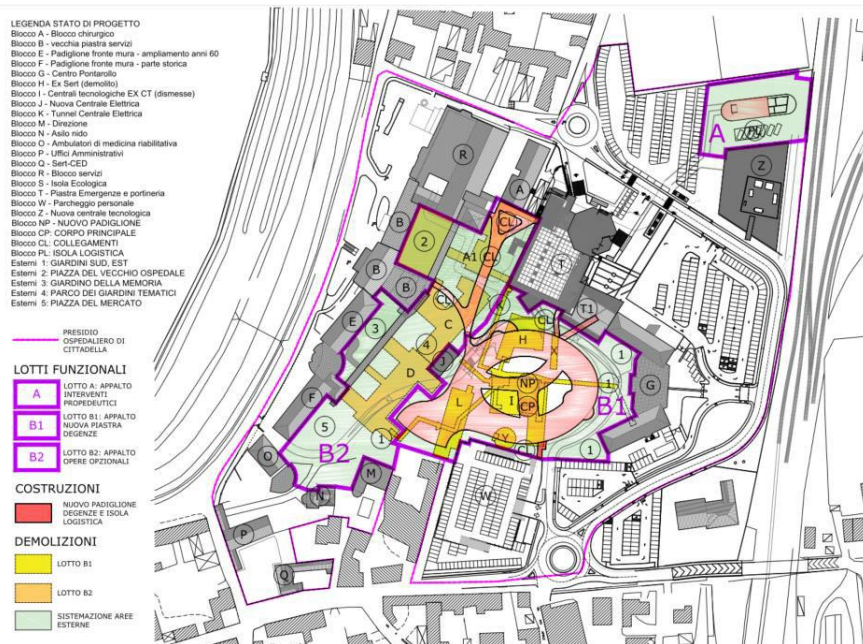 LEGENDA STATO DI PROGETTO
Blocco A - Blocco chirurgico
Blocco B - vecchia piastra servizi
Blocco E - Padiglione fronte mura - ampliamento anni 60
Blocco F - Padiglione fronte mura - parte storica
Blocco G - Centro Pontarollo
Blocco H - Ex Sert (demolito)
Blocco I - Centrali tecnologiche EX CT (dismesse)
Blocco J - Nuova Centrale Elettrica
Blocco K - Tunnel Centrale Elettrica
Blocco M - Direzione
Blocco N - Asilo nido
Blocco O - Ambulatori di medicina riabilitativa
Blocco P - Uffici Amministrativi
Blocco Q - Sert-CED
Blocco R - Blocco servizi
Blocco S - Isola Ecologica
Blocco T - Piastra Emergenze e portineria
Blocco W - Parcheggio personale
Blocco Z - Nuova centrale tecnologica
Blocco NP - NUOVO PADIGLIONE
Blocco CP: CORPO PRINCIPALE
Blocco CL: COLLEGAMENTI
Blocco PL: ISOLA LOGISTICA
Esterni 1: GIARDINI SUD, EST
Esterni 2: PIAZZA DEL VECCHIO OSPEDALE
Esterni 3: GIARDINO DELLA MEMORIA
Esterni 4: PARCO DEI GIARDINI TEMATICI
Esterni 5: PIAZZA DEL MERCATO
PRESIDIO
OSPEDALIERO DI
CITTADELLA
LOTTI FUNZIONALI
A
LOTTO A: APPALTO
INTERVENTI
PROPEDEUTICI
B1
LOTTO B1: APPALTO
NUOVA PIASTRA
DEGENZE
B2
LOTTO B2: APPALTO
OPERE OPZIONALI
COSTRUZIONI
NUOVO PADIGLIONE
DEGENZE E ISOLA
LOGISTICA
DEMOLIZIONI
LOTTO B1
LOTTO B2
SISTEMAZIONE AREE
ESTERNE
A
PL
Z
R
A
B
2
CLD
A1
CL
T
B
B
CL
E
3
C
CL
T1
4
H
X
1
J
D
NP
1
G
F
I
CP
B1
L
5
1
Y
1
B2
O
M
W
N
P
Q